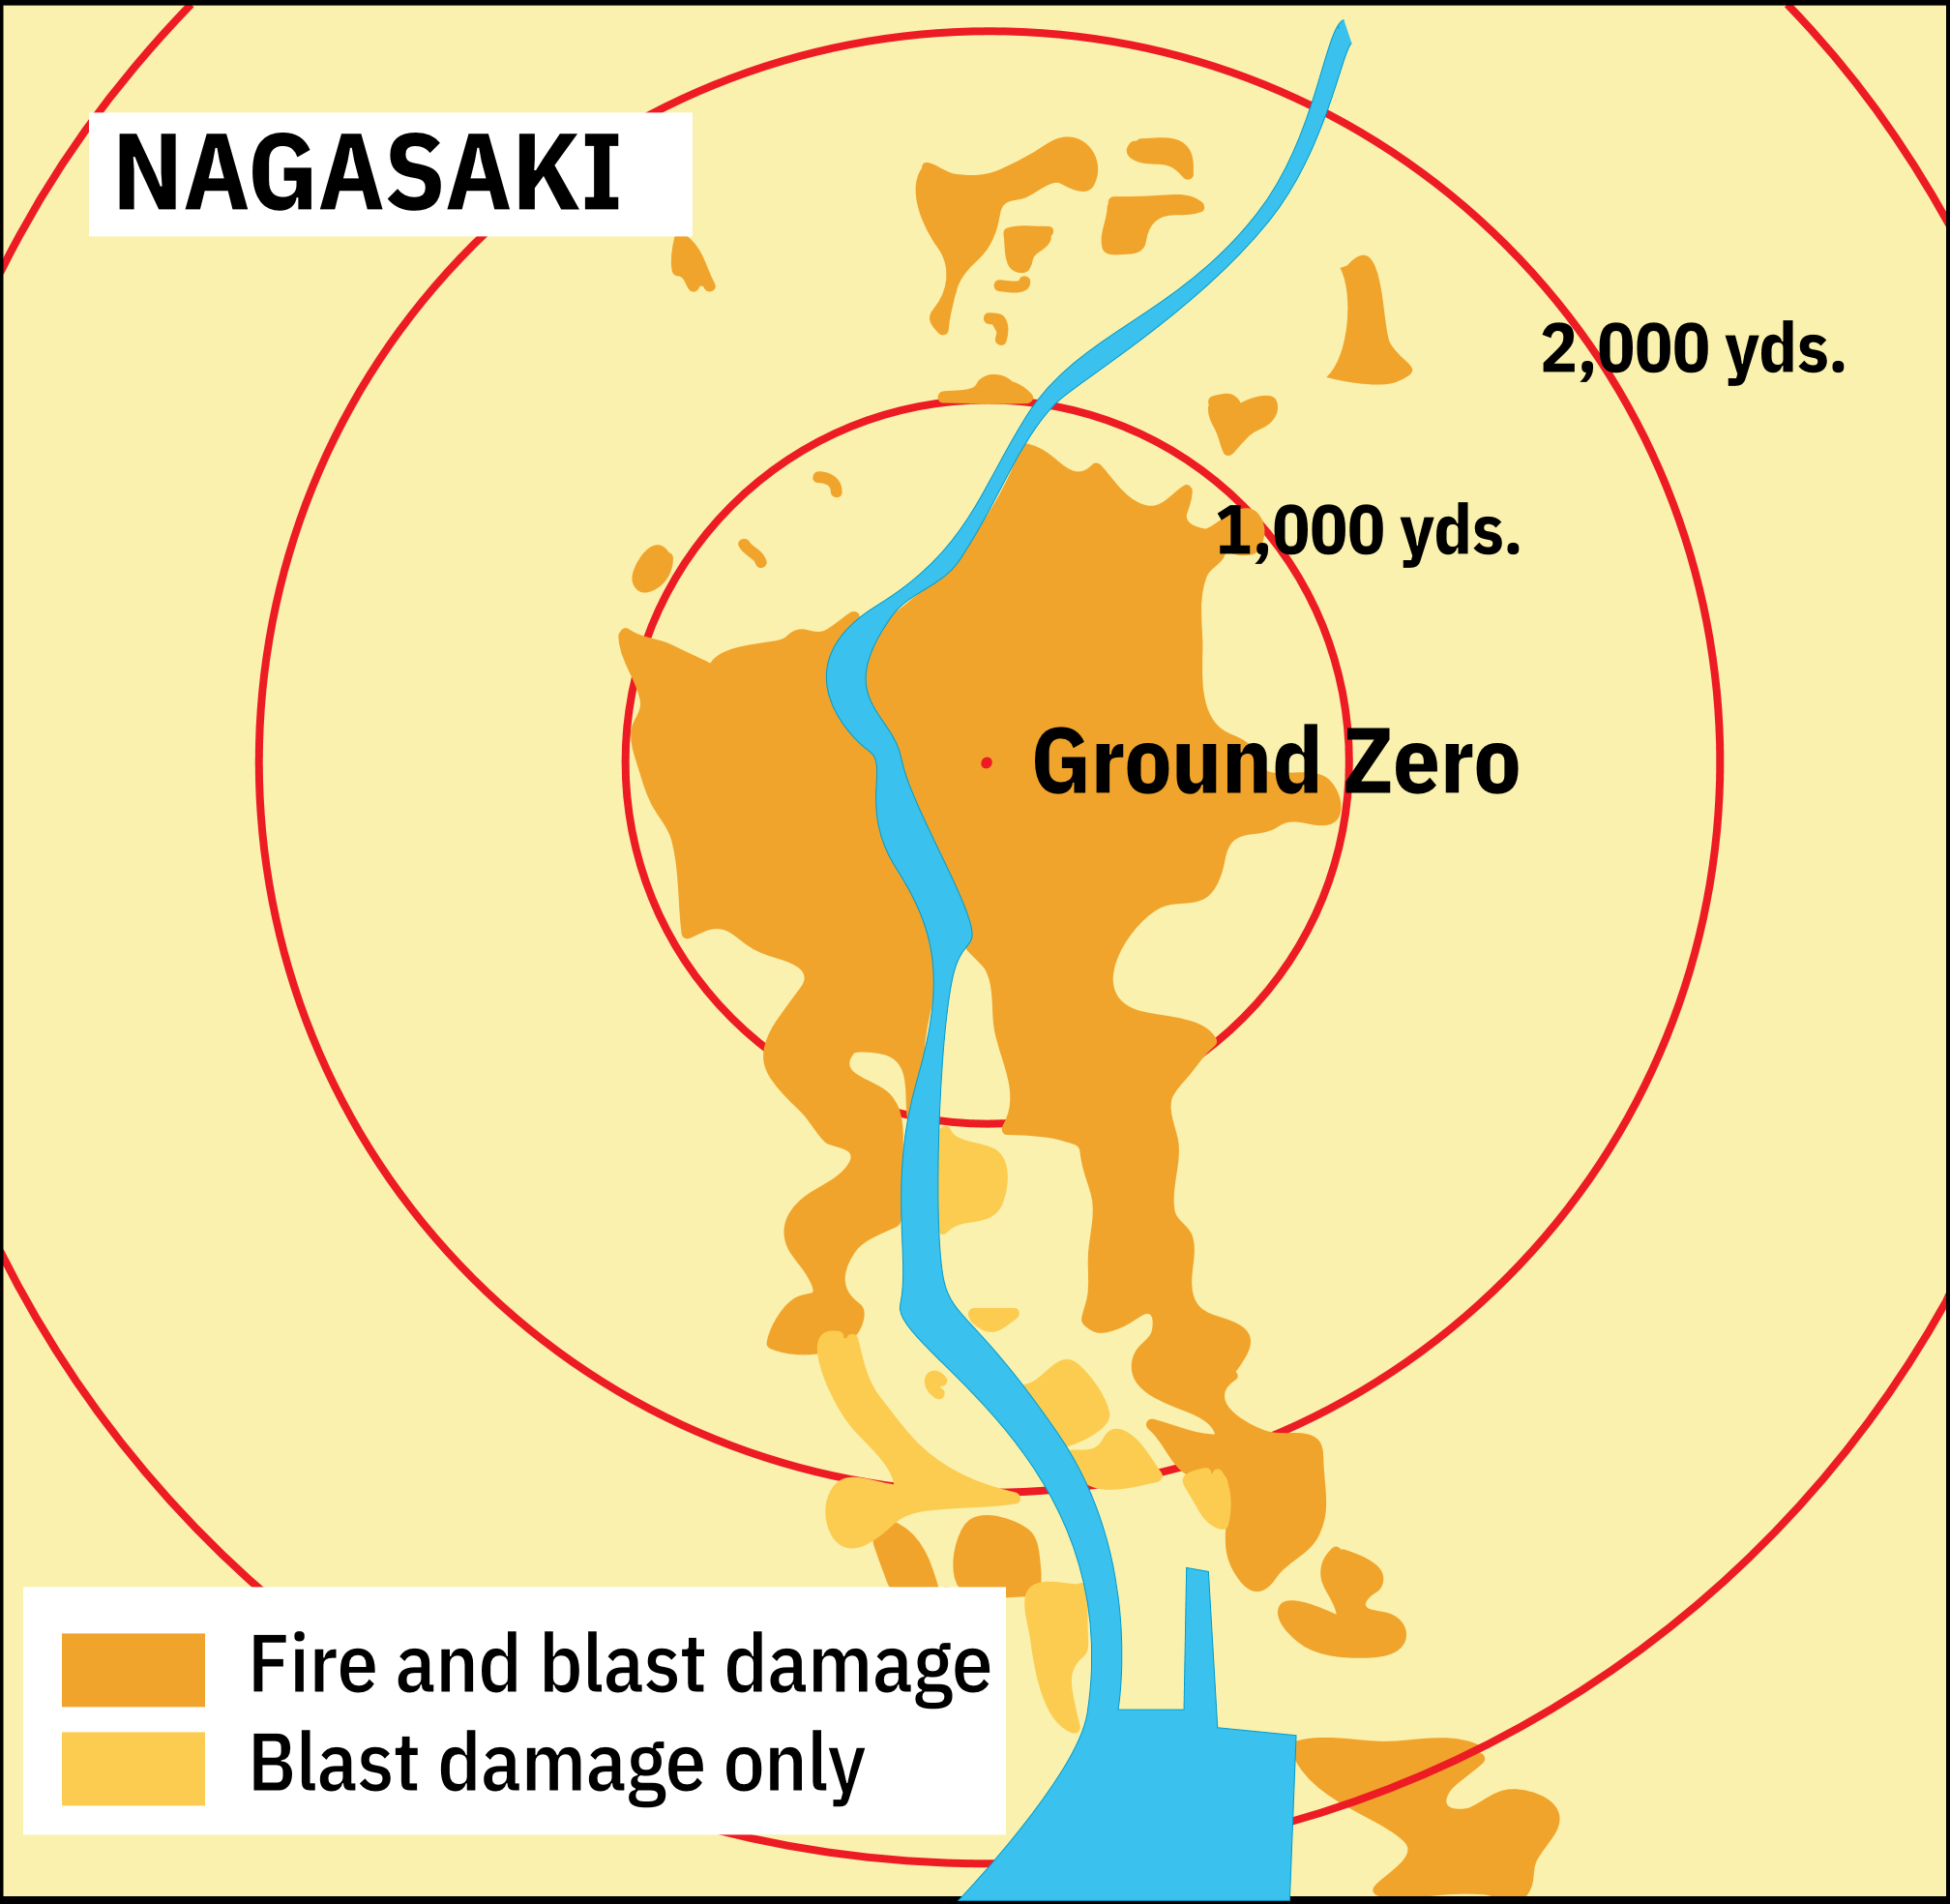 NAGASAKI
2,000 yds.
1,000 yds.
Ground Zero
Fire and blast damage
Blast damage only